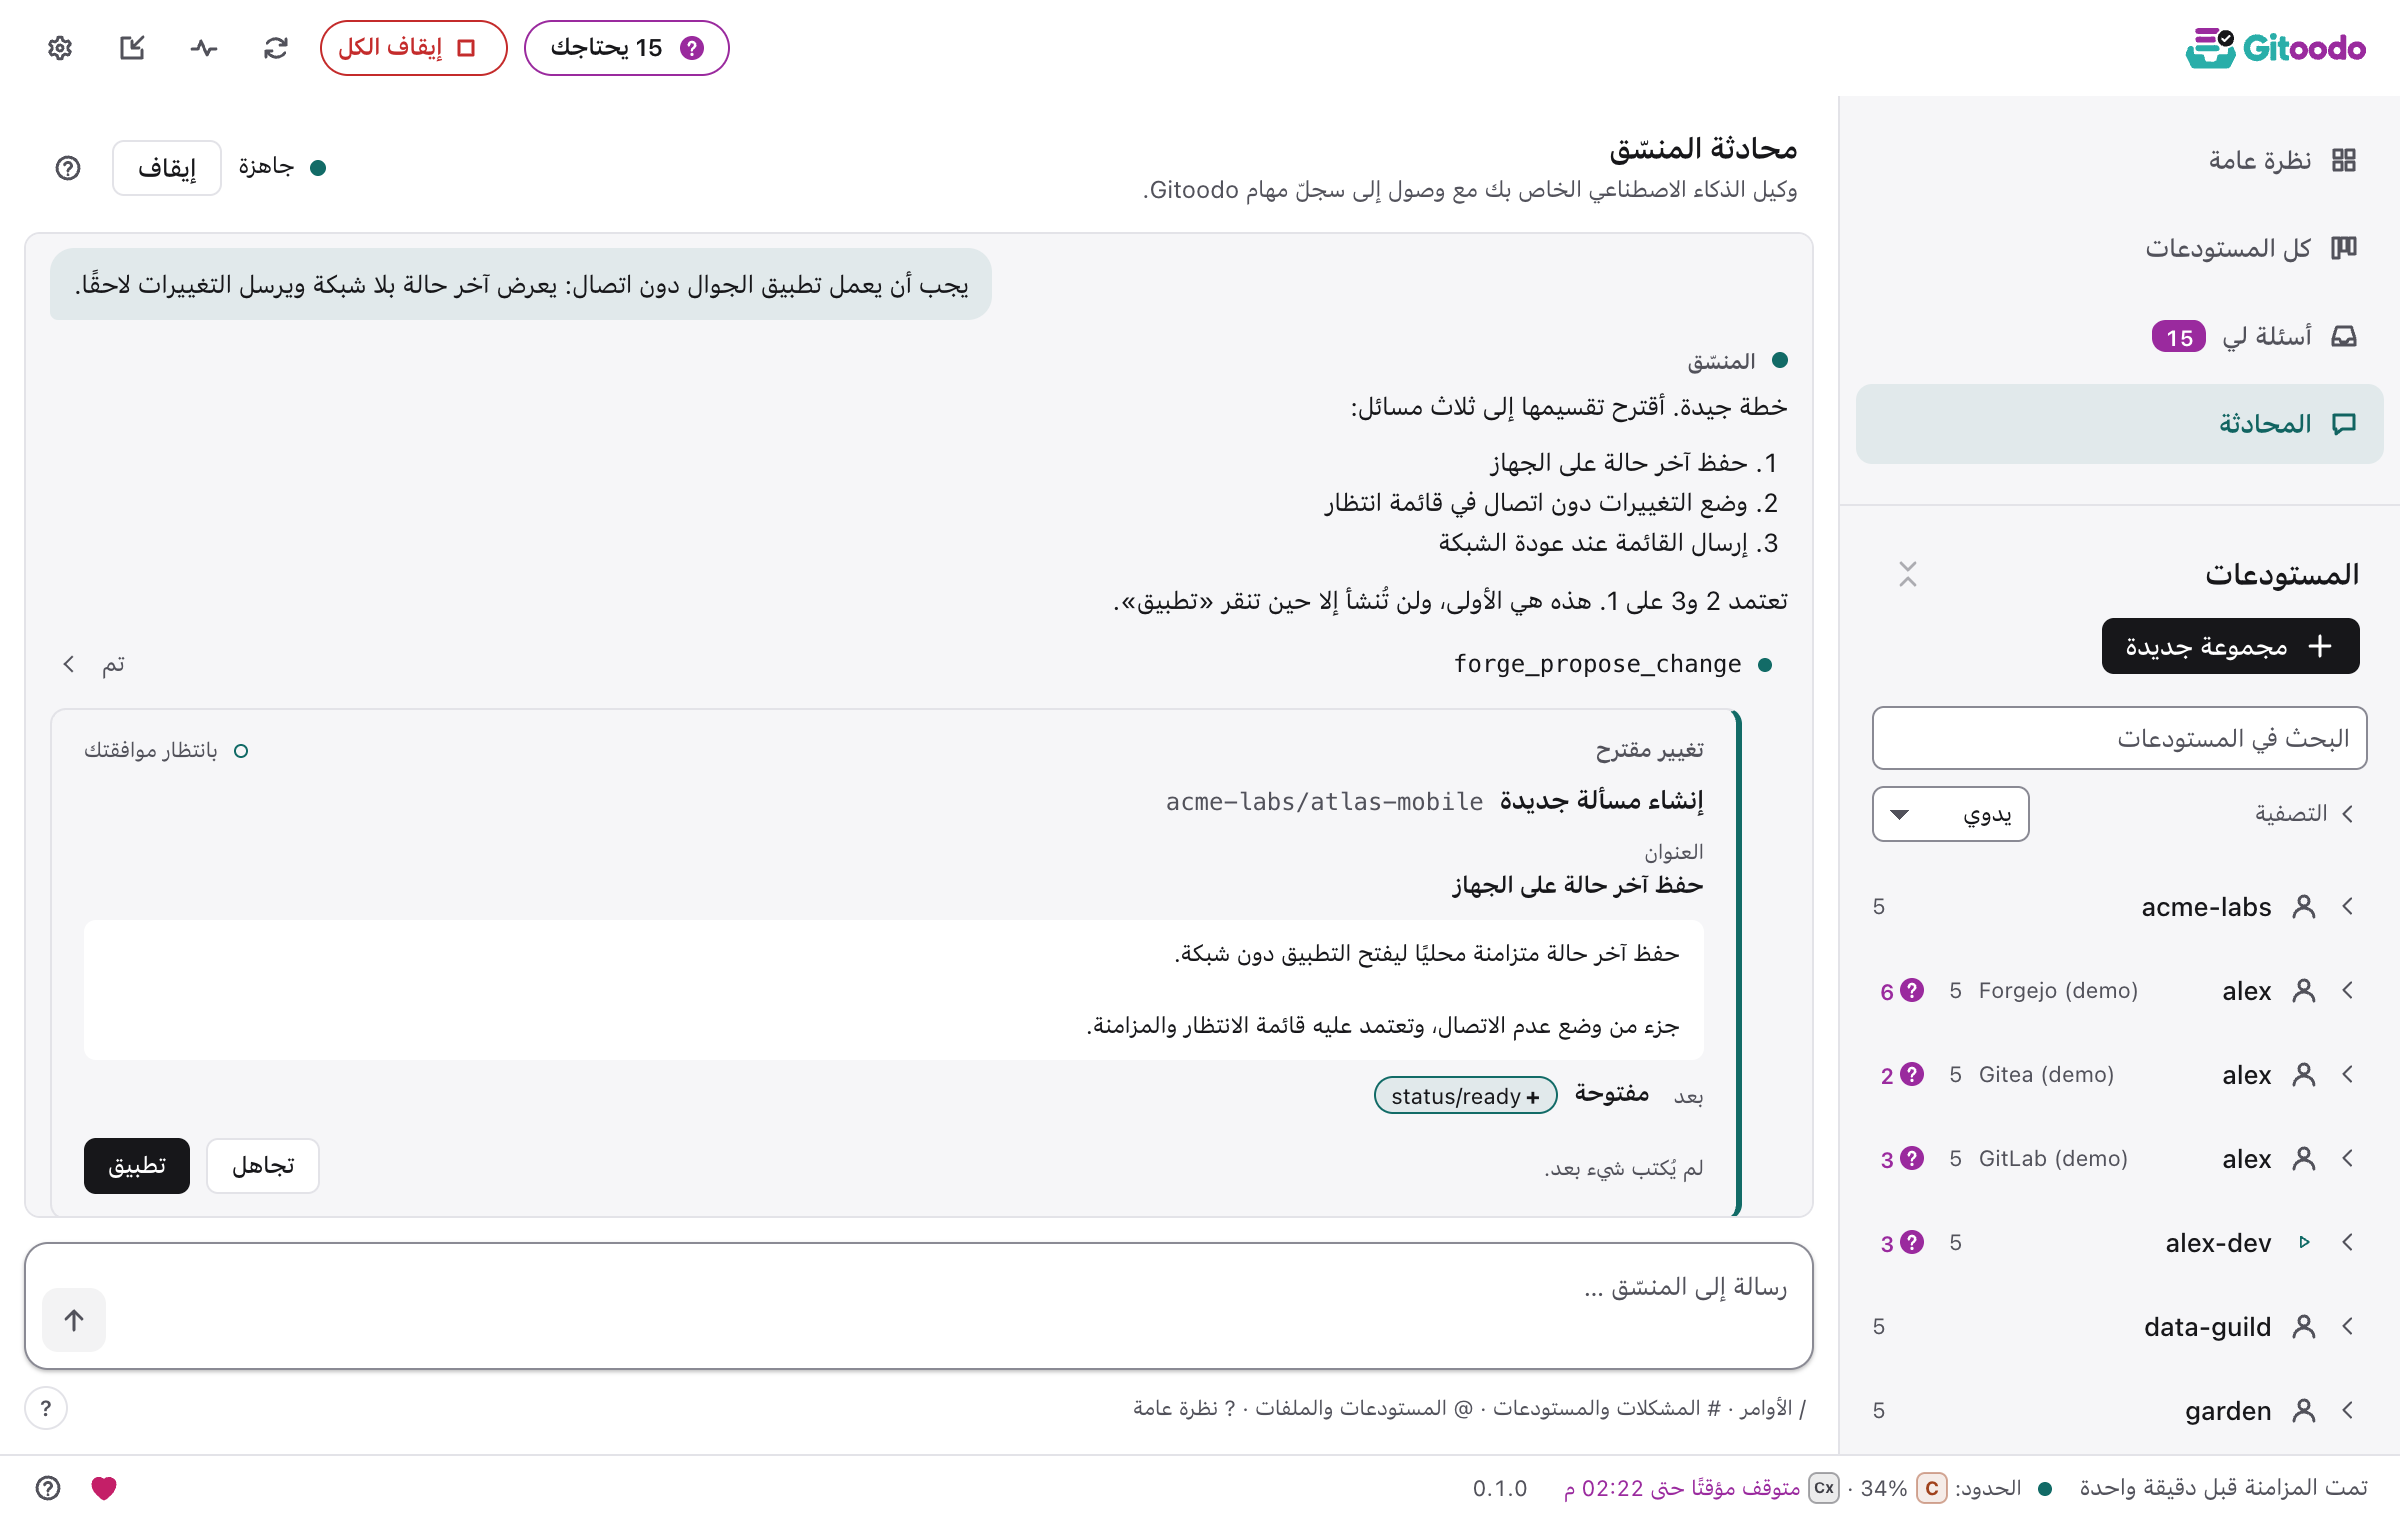 Gitoodo
15 يحتاجك
إيقاف الكل
نظرة عامة
كل المستودعات
أسئلة لي 15
المحادثة
المستودعات
مجموعة جديدة
البحث في المستودعات
التصفية
يدوي
acme-labs 5
alex Forgejo (demo) 5 ? 6
alex Gitea (demo) 5 ? 2
alex GitLab (demo) 5 ? 3
alex-dev 5 ? 3
data-guild 5
garden 5
محادثة المنسّق
وكيل الذكاء الاصطناعي الخاص بك مع وصول إلى سجلّ مهام Gitoodo.
جاهزة
إيقاف
يجب أن يعمل تطبيق الجوال دون اتصال: يعرض آخر حالة بلا شبكة ويرسل التغييرات لاحقًا.
المنسّق
خطة جيدة. أقترح تقسيمها إلى ثلاث مسائل:
1. حفظ آخر حالة على الجهاز
2. وضع التغييرات دون اتصال في قائمة انتظار
3. إرسال القائمة عند عودة الشبكة
تعتمد 2 و3 على 1. هذه هي الأولى، ولن تُنشأ إلا حين تنقر «تطبيق».
forge_propose_change
تم
تغيير مقترح
بانتظار موافقتك
إنشاء مسألة جديدة acme-labs/atlas-mobile
العنوان
حفظ آخر حالة على الجهاز
حفظ آخر حالة متزامنة محليًا ليفتح التطبيق دون شبكة.
جزء من وضع عدم الاتصال، وتعتمد عليه قائمة الانتظار والمزامنة.
بعد مفتوحة +status/ready
لم يُكتب شيء بعد.
تجاهل
تطبيق
رسالة إلى المنسّق ...
/ الأوامر · # المشكلات والمستودعات · @ المستودعات والملفات · ? نظرة عامة
?
تمت المزامنة قبل دقيقة واحدة
الحدود: C 34% · Cx متوقف مؤقتًا حتى 02:22 م
0.1.0